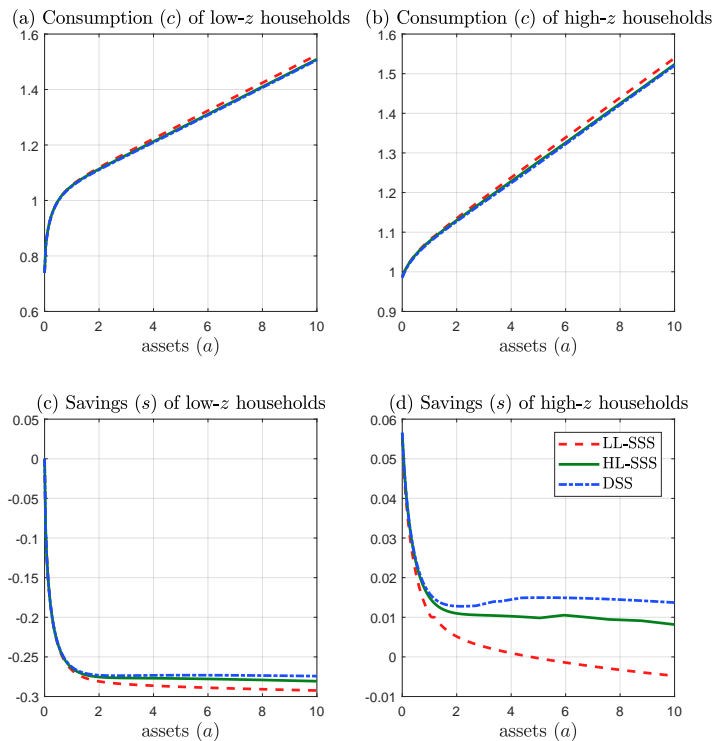 (a) Consumption (c) of low-z households
1.6
1.4
1.2
1
0.8
0.6
0 2 4 6 8 10
assets (a)
(b) Consumption (c) of high-z households
1.6
1.5
1.4
1.3
1.2
1.1
1
0.9
0 2 4 6 8 10
assets (a)
(c) Savings (s) of low-z households
0.05
0
-0.05
-0.1
-0.15
-0.2
-0.25
-0.3
0 2 4 6 8 10
assets (a)
(d) Savings (s) of high-z households
0.06
0.05
0.04
0.03
0.02
0.01
0
-0.01
LL-SSS
HL-SSS
DSS
0 2 4 6 8 10
assets (a)